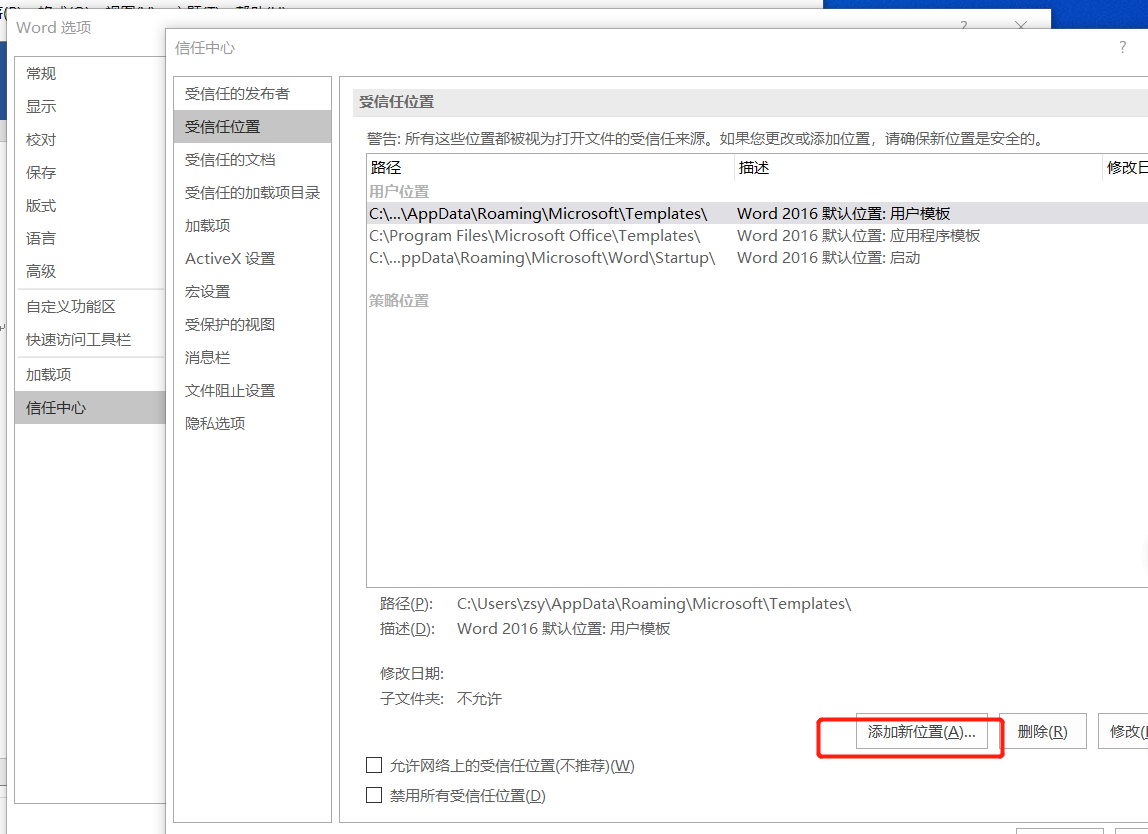 Word 选项
?
信任中心
?
常规
显示
校对
保存
版式
语言
高级
自定义功能区
快速访问工具栏
加载项
信任中心
受信任的发布者
受信任位置
受信任的文档
受信任的加载项目录
加载项
ActiveX 设置
宏设置
受保护的视图
消息栏
文件阻止设置
隐私选项
受信任位置
警告: 所有这些位置都被视为打开文件的受信任来源。如果您更改或添加位置，请确保新位置是安全的。
路径 描述 修改日
用户位置
C:\...\AppData\Roaming\Microsoft\Templates\ Word 2016 默认位置: 用户模板
C:\Program Files\Microsoft Office\Templates\ Word 2016 默认位置: 应用程序模板
C:\...ppData\Roaming\Microsoft\Word\Startup\ Word 2016 默认位置: 启动
策略位置
路径(P): C:\Users\zsy\AppData\Roaming\Microsoft\Templates\
描述(D): Word 2016 默认位置: 用户模板
修改日期:
子文件夹: 不允许
添加新位置(A)... 删除(R) 修改(
允许网络上的受信任位置(不推荐)(W)
禁用所有受信任位置(D)